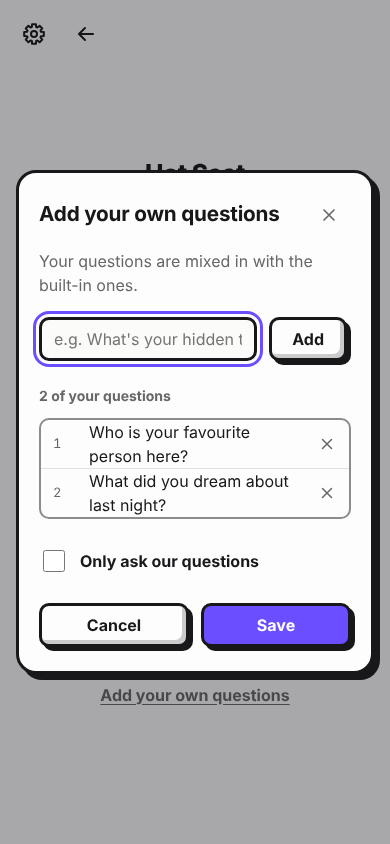 Hot Seat
Add your own questions
Your questions are mixed in with the
built-in ones.
e.g. What's your hidden t
Add
2 of your questions
1 Who is your favourite
person here?
2 What did you dream about
last night?
Only ask our questions
Cancel
Save
Add your own questions